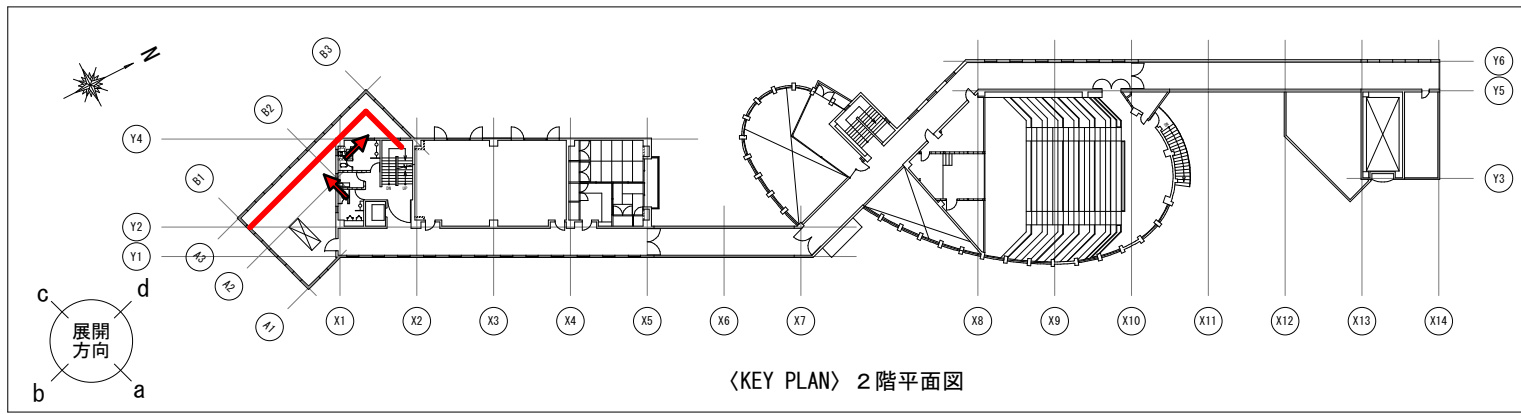 N
B3
B2
B1
Y4
Y2
Y1
A3
A2
A1
Y6
Y5
Y3
X1
X2
X3
X4
X5
X6
X7
X8
X9
X10
X11
X12
X13
X14
c
d
展開
方向
b
a
〈KEY PLAN〉 2階平面図